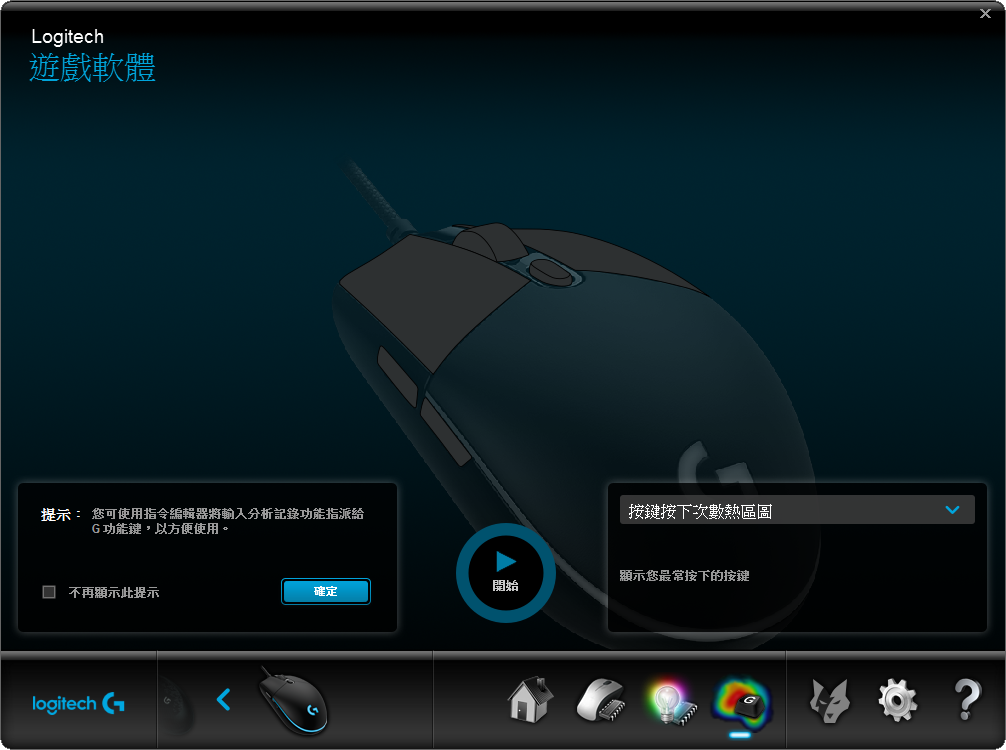 Logitech
遊戲軟體
提示：
您可使用指令編輯器將輸入分析記錄功能指派給
G 功能鍵，以方便使用。
不再顯示此提示
確定
開始
按鍵按下次數熱區圖
顯示您最常按下的按鍵
logitech G